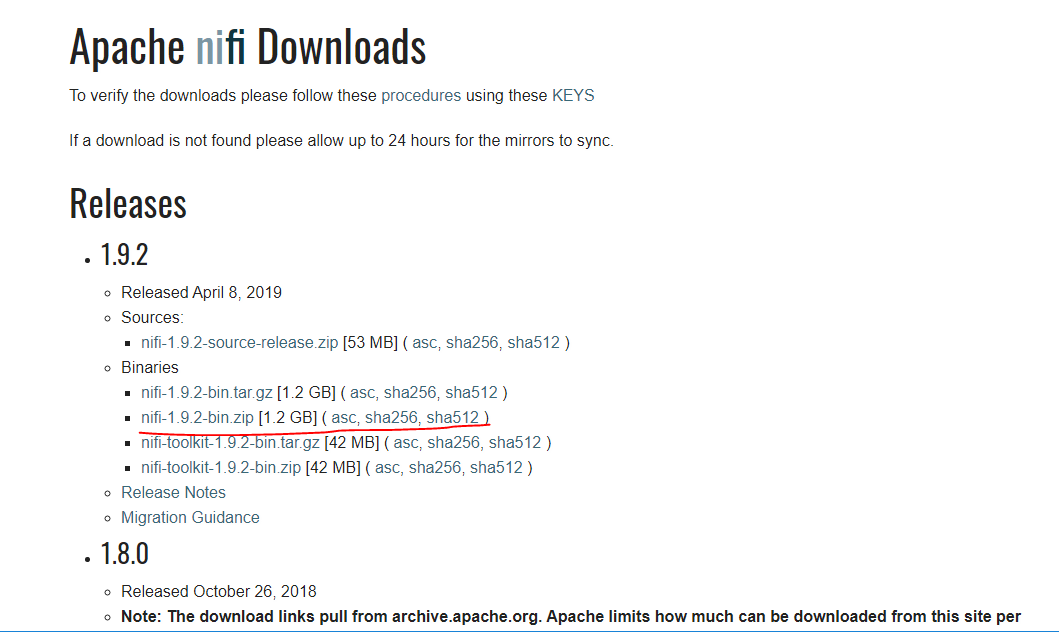 Apache nifi Downloads
To verify the downloads please follow these procedures using these KEYS
If a download is not found please allow up to 24 hours for the mirrors to sync.
Releases
1.9.2
Released April 8, 2019
Sources:
nifi-1.9.2-source-release.zip [53 MB] ( asc, sha256, sha512 )
Binaries
nifi-1.9.2-bin.tar.gz [1.2 GB] ( asc, sha256, sha512 )
nifi-1.9.2-bin.zip [1.2 GB] ( asc, sha256, sha512 )
nifi-toolkit-1.9.2-bin.tar.gz [42 MB] ( asc, sha256, sha512 )
nifi-toolkit-1.9.2-bin.zip [42 MB] ( asc, sha256, sha512 )
Release Notes
Migration Guidance
1.8.0
Released October 26, 2018
Note: The download links pull from archive.apache.org. Apache limits how much can be downloaded from this site per